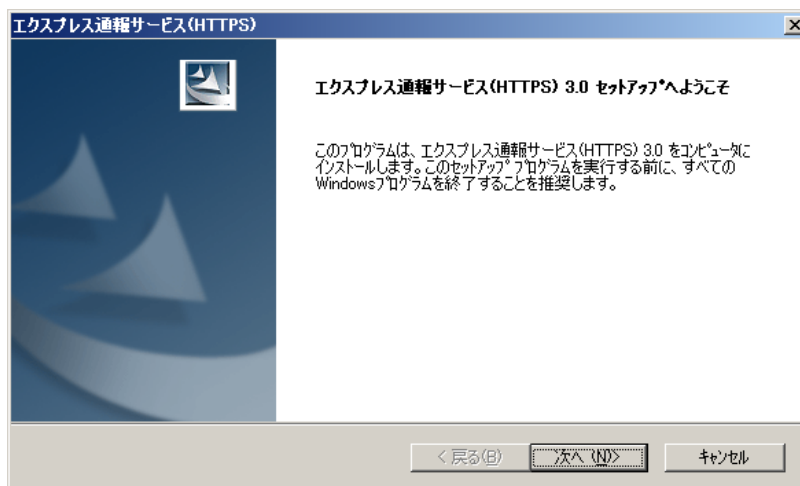 エクスプレス通報サービス(HTTPS)
エクスプレス通報サービス(HTTPS) 3.0 ｾｯﾄｱｯﾌﾟへようこそ
このﾌﾟﾛｸﾞﾗﾑは、エクスプレス通報サービス(HTTPS) 3.0 をｺﾝﾋﾟｭｰﾀに
ｲﾝｽﾄｰﾙします。このｾｯﾄｱｯﾌﾟ ﾌﾟﾛｸﾞﾗﾑを実行する前に、すべての
Windowsﾌﾟﾛｸﾞﾗﾑを終了することを推奨します。
< 戻る(B)
次へ (N)>
ｷｬﾝｾﾙ